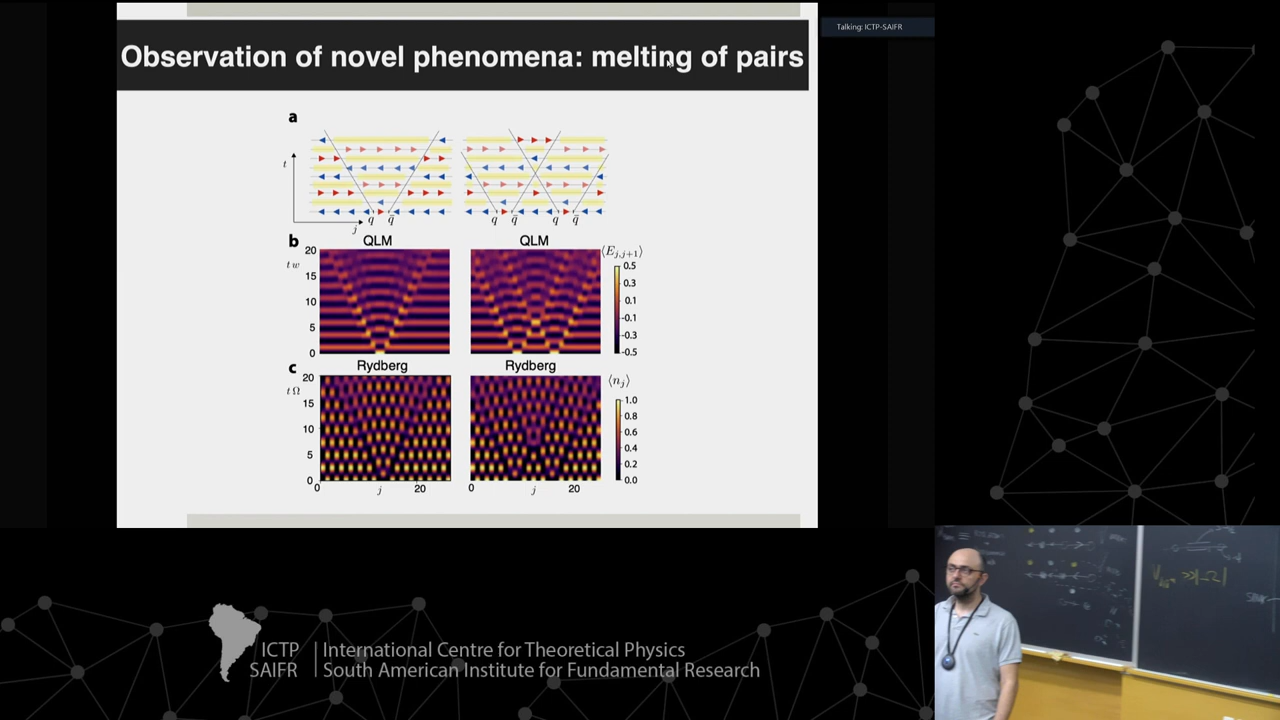 Observation of novel phenomena: melting of pairs
Talking: ICTP-SAIFR
a
t
j
q q̄
q q̄ q q̄
b
QLM
QLM
⟨E_{j,j+1}⟩
t w
20
15
10
5
0
0.5
0.3
0.1
-0.1
-0.3
-0.5
c
Rydberg
Rydberg
⟨n_j⟩
t Ω
20
15
10
5
0
1.0
0.8
0.6
0.4
0.2
0.0
0 j 20
0 j 20
ICTP
SAIFR
International Centre for Theoretical Physics
South American Institute for Fundamental Research